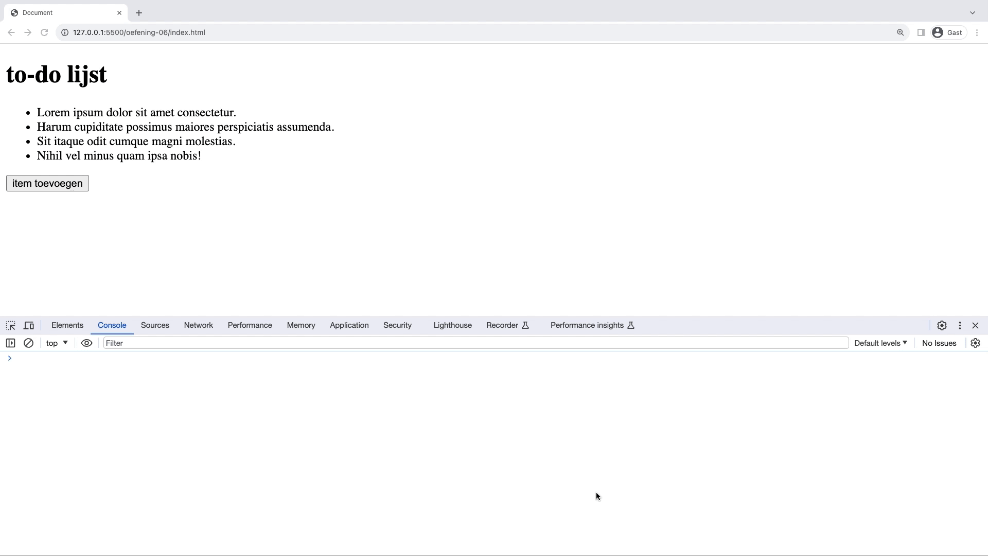 Document
127.0.0.1:5500/oefening-06/index.html
Gast
to-do lijst
Lorem ipsum dolor sit amet consectetur.
Harum cupiditate possimus maiores perspiciatis assumenda.
Sit itaque odit cumque magni molestias.
Nihil vel minus quam ipsa nobis!
item toevoegen
Elements Console Sources Network Performance Memory Application Security Lighthouse Recorder Performance insights
top Filter Default levels No Issues